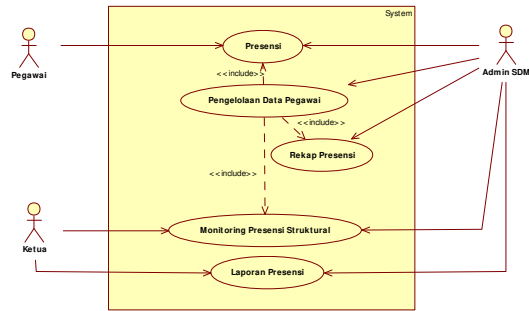 System
Presensi
Pegawai
Admin SDM
<<include>>
Pengelolaan Data Pegawai
<<include>>
Rekap Presensi
<<include>>
Monitoring Presensi Struktural
Ketua
Laporan Presensi